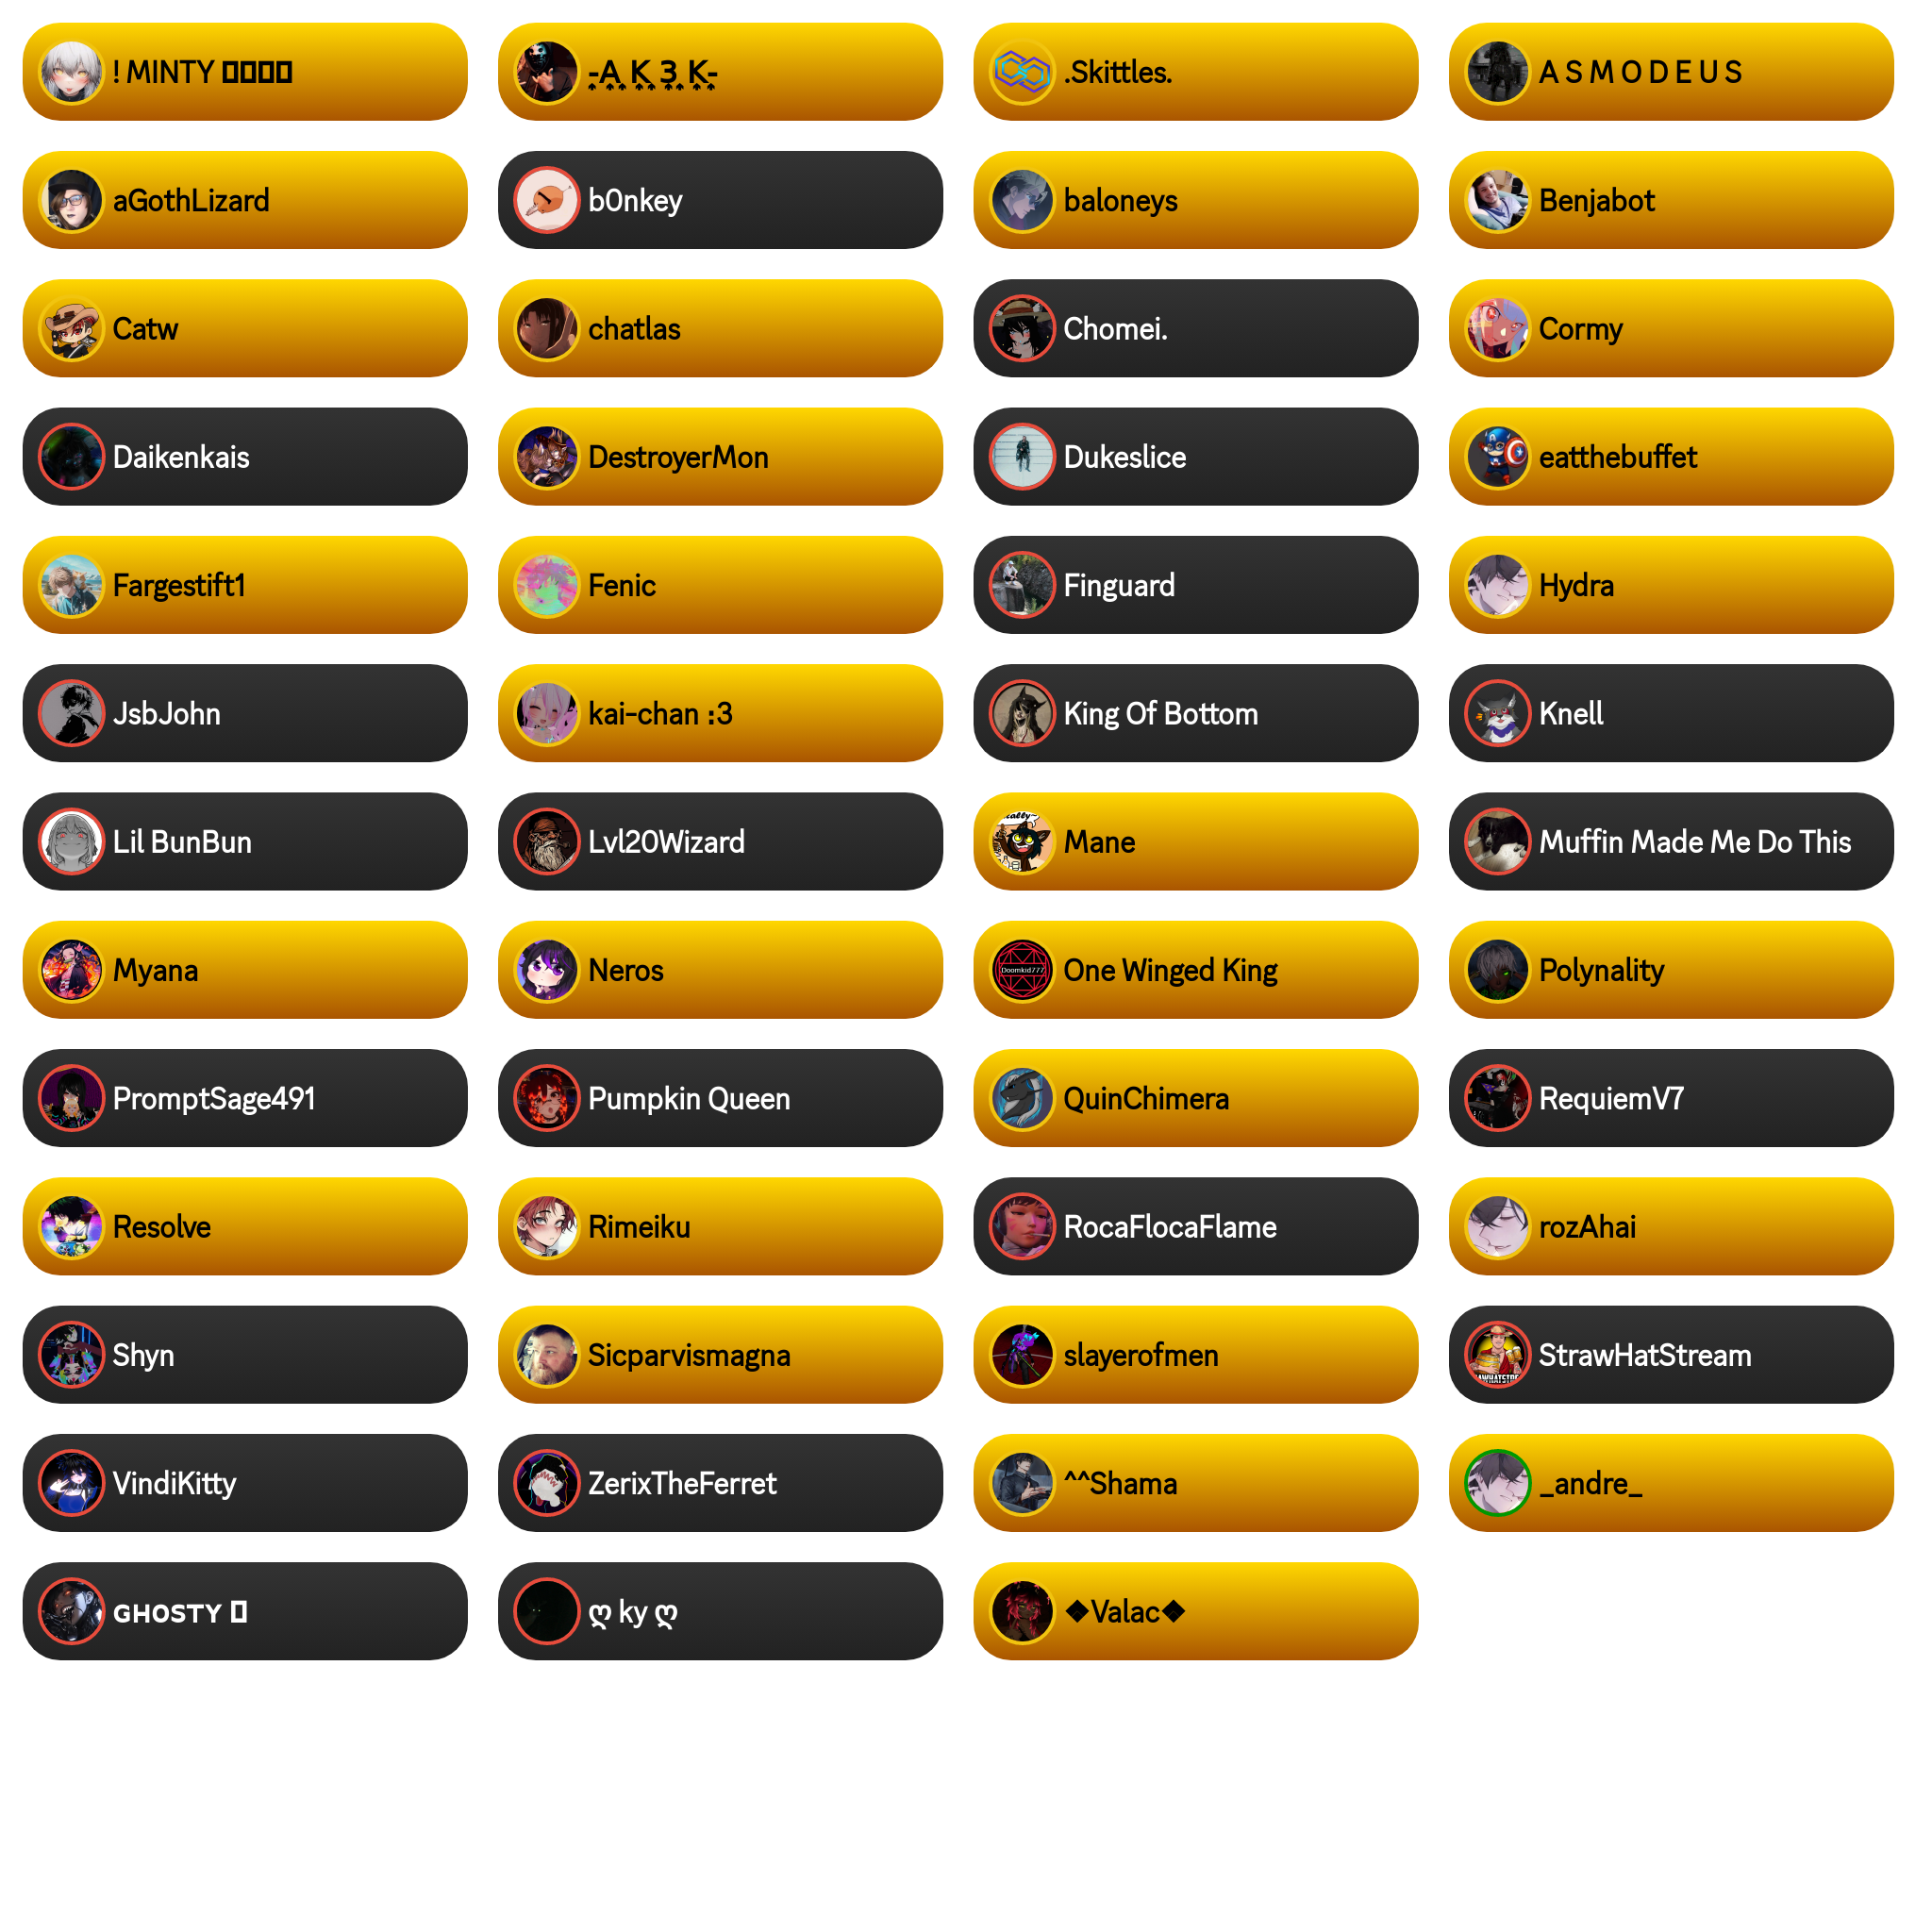 ! MINTY ▯▯▯▯
-A K 3 K-
.Skittles.
A S M O D E U S
aGothLizard
b0nkey
baloneys
Benjabot
Catw
chatlas
Chomei.
Cormy
Daikenkais
DestroyerMon
Dukeslice
eatthebuffet
Fargestift1
Fenic
Finguard
Hydra
JsbJohn
kai-chan :3
King Of Bottom
Knell
Lil BunBun
Lvl20Wizard
Mane
Muffin Made Me Do This
Myana
Neros
Doomkid777
One Winged King
Polynality
PromptSage491
Pumpkin Queen
QuinChimera
RequiemV7
Resolve
Rimeiku
RocaFlocaFlame
rozAhai
Shyn
Sicparvismagna
slayerofmen
StrawHatStream
VindiKitty
ZerixTheFerret
^^Shama
_andre_
ɢʜᴏsᴛʏ ▯
ღ ky ღ
❖Valac❖